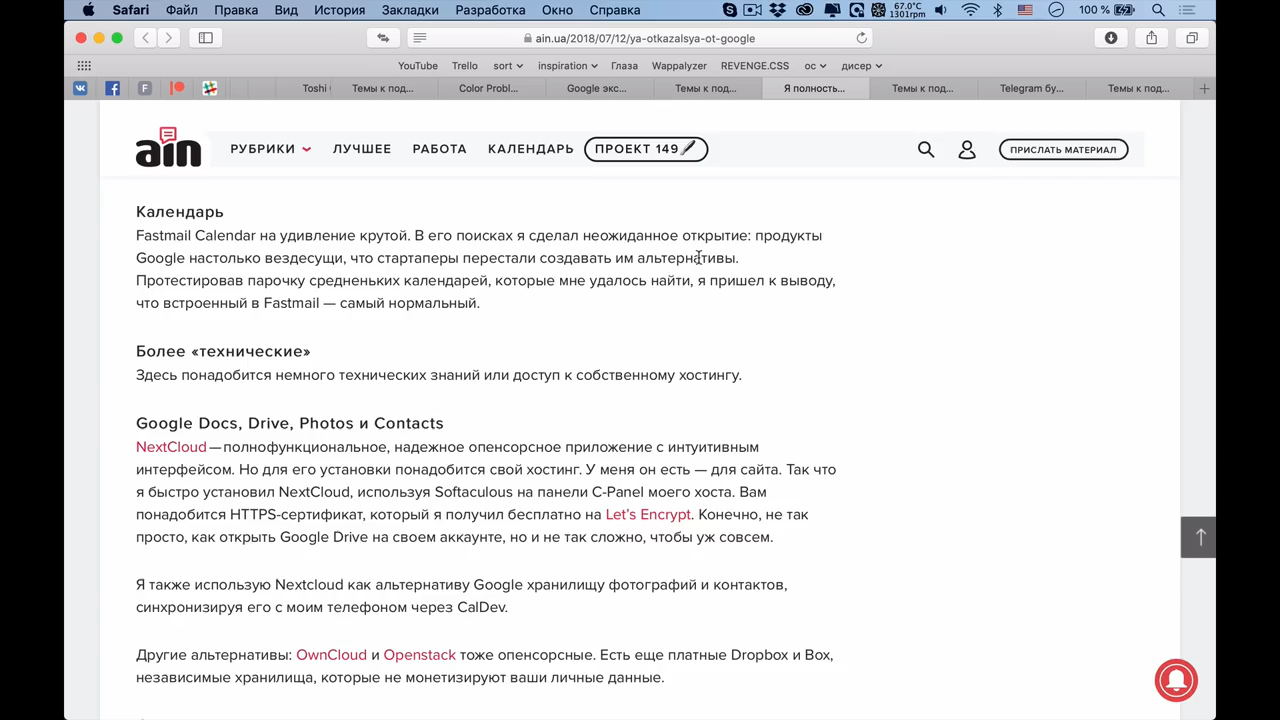 Safari Файл Правка Вид История Закладки Разработка Окно Справка 67.0°C 1301rpm 100 %
ain.ua/2018/07/12/ya-otkazalsya-ot-google
YouTube Trello sort inspiration Глаза Wappalyzer REVENGE.CSS ос дисер
Toshi Темы к под... Color Probl... Google экс... Темы к под... Я полность... Темы к под... Telegram бу... Темы к под...
ain РУБРИКИ ЛУЧШЕЕ РАБОТА КАЛЕНДАРЬ ПРОЕКТ 149 ПРИСЛАТЬ МАТЕРИАЛ
Календарь
Fastmail Calendar на удивление крутой. В его поисках я сделал неожиданное открытие: продукты
Google настолько вездесущи, что стартаперы перестали создавать им альтернативы.
Протестировав парочку средненьких календарей, которые мне удалось найти, я пришел к выводу,
что встроенный в Fastmail — самый нормальный.
Более «технические»
Здесь понадобится немного технических знаний или доступ к собственному хостингу.
Google Docs, Drive, Photos и Contacts
NextCloud — полнофункциональное, надежное опенсорсное приложение с интуитивным
интерфейсом. Но для его установки понадобится свой хостинг. У меня он есть — для сайта. Так что
я быстро установил NextCloud, используя Softaculous на панели C-Panel моего хоста. Вам
понадобится HTTPS-сертификат, который я получил бесплатно на Let’s Encrypt. Конечно, не так
просто, как открыть Google Drive на своем аккаунте, но и не так сложно, чтобы уж совсем.
Я также использую Nextcloud как альтернативу Google хранилищу фотографий и контактов,
синхронизируя его с моим телефоном через CalDev.
Другие альтернативы: OwnCloud и Openstack тоже опенсорсные. Есть еще платные Dropbox и Box,
независимые хранилища, которые не монетизируют ваши личные данные.